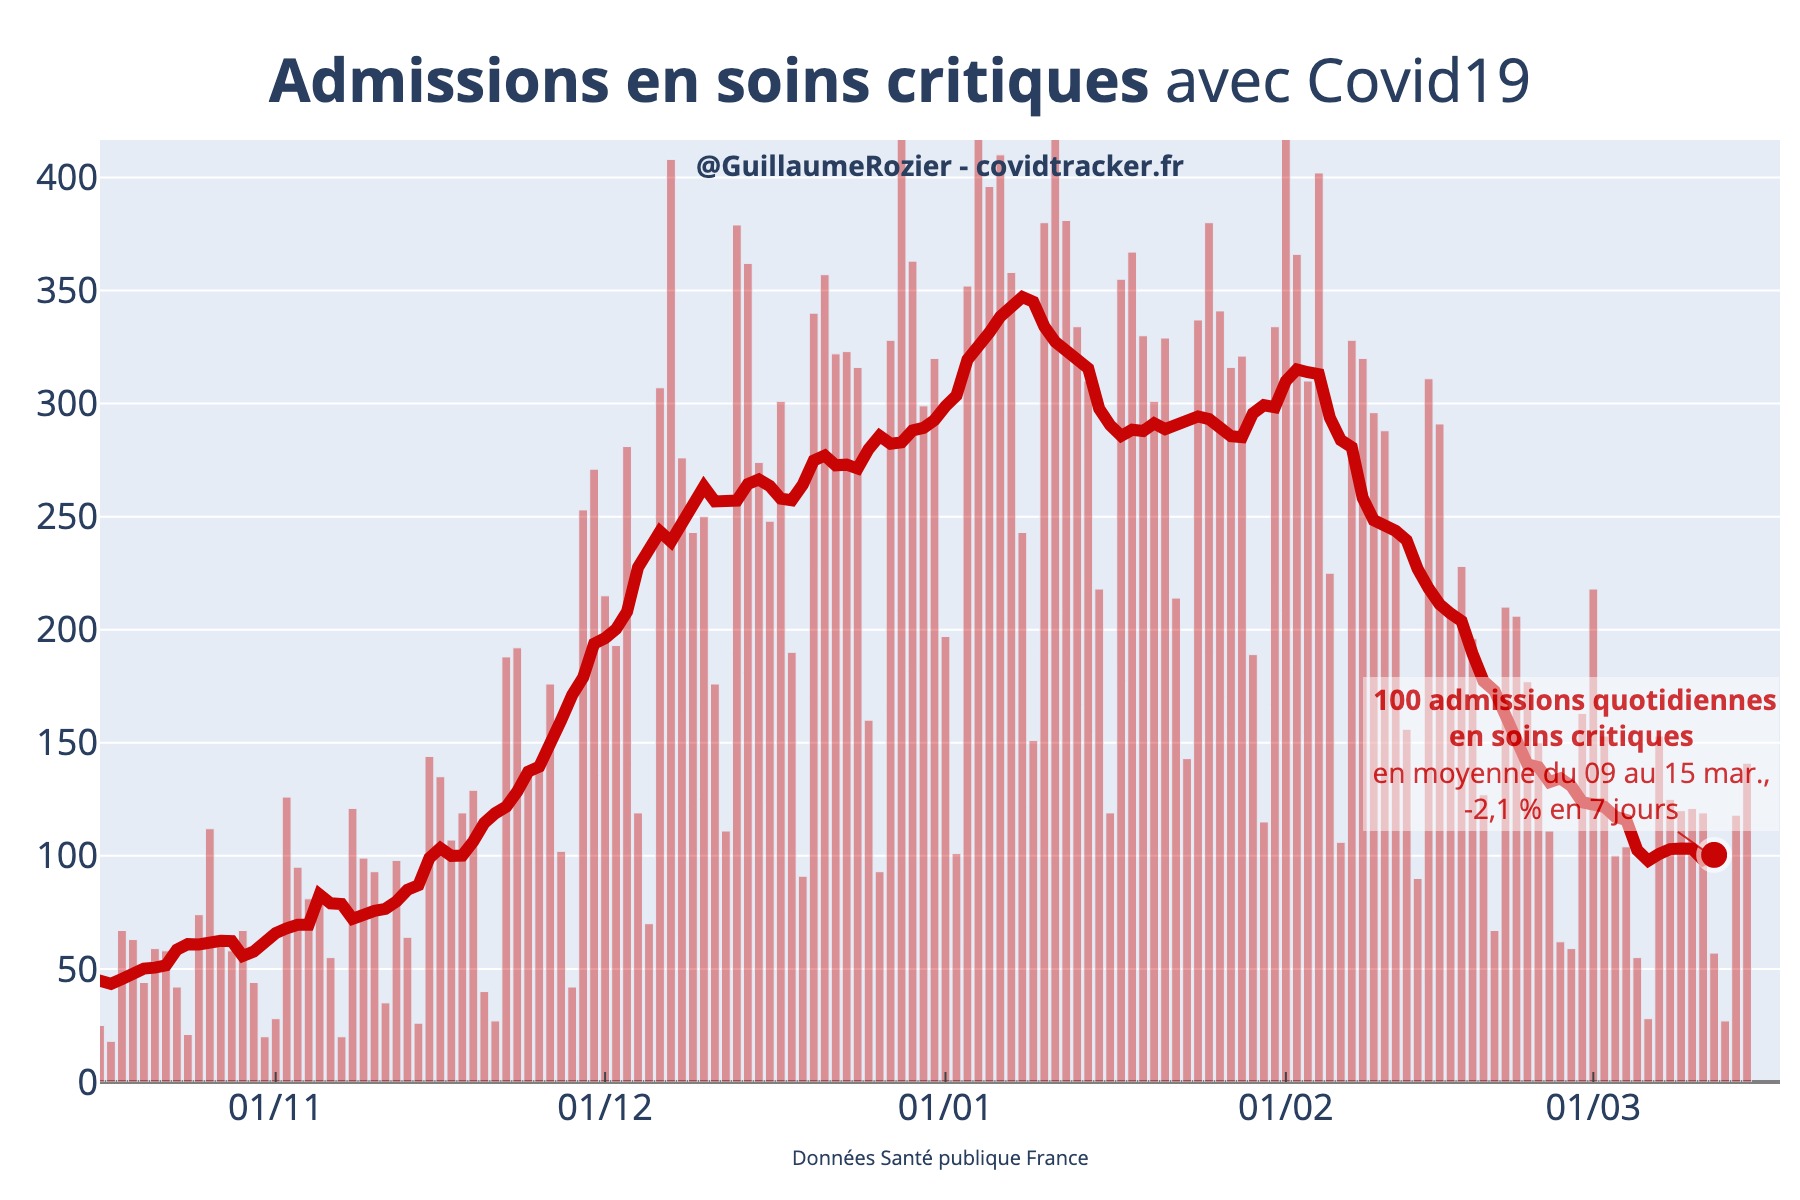 Admissions en soins critiques avec Covid19
@GuillaumeRozier - covidtracker.fr
400
350
300
250
200
150
100
50
0
100 admissions quotidiennes
en soins critiques
en moyenne du 09 au 15 mar.,
-2,1 % en 7 jours
01/11 01/12 01/01 01/02 01/03
Données Santé publique France